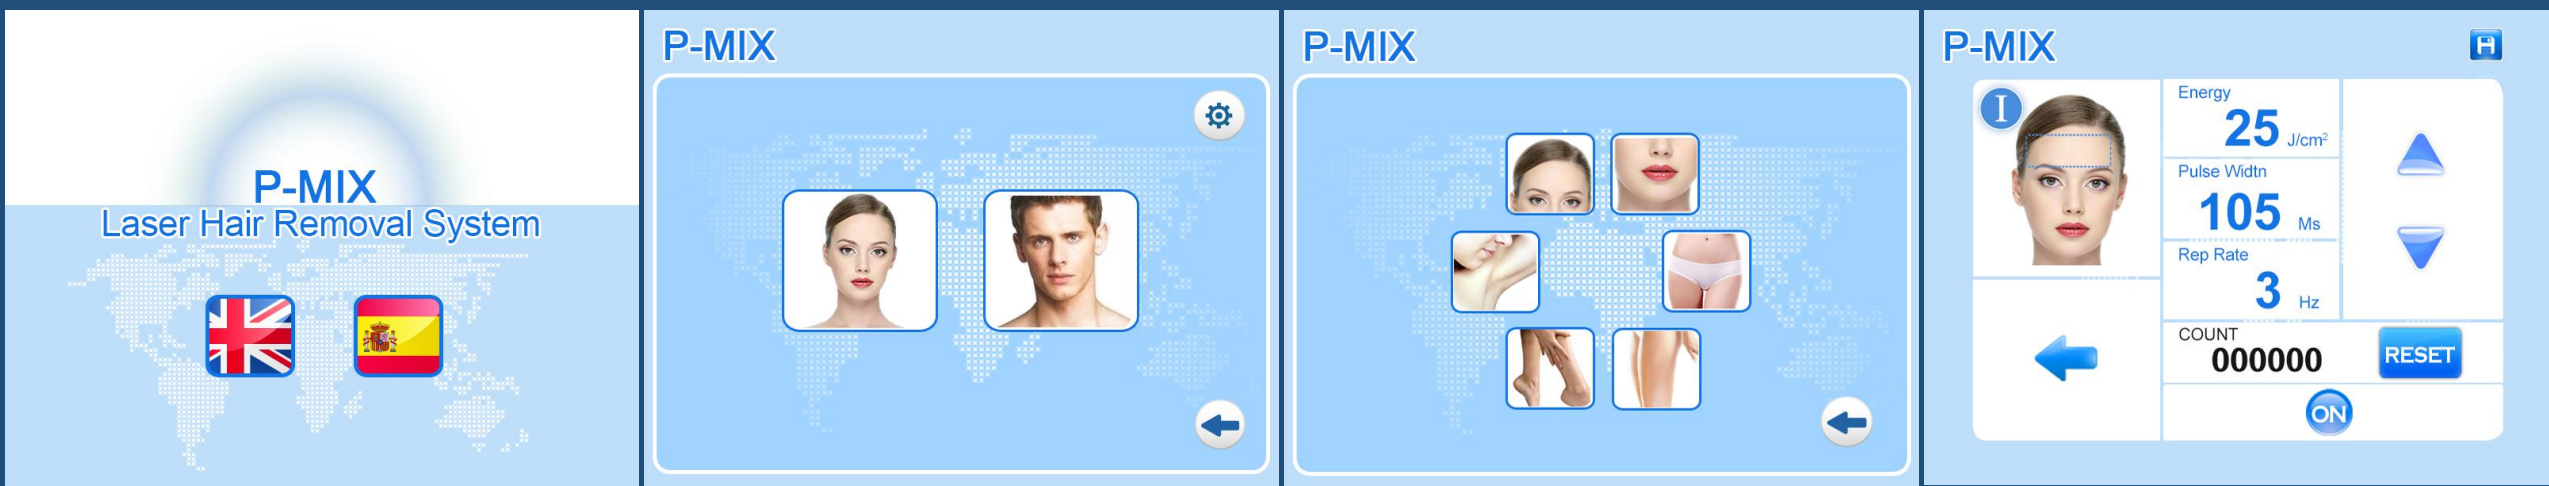 P-MIX
Laser Hair Removal System
P-MIX
P-MIX
P-MIX
I
Energy
25 J/cm²
Pulse Widtn
105 Ms
Rep Rate
3 Hz
COUNT
000000
RESET
ON